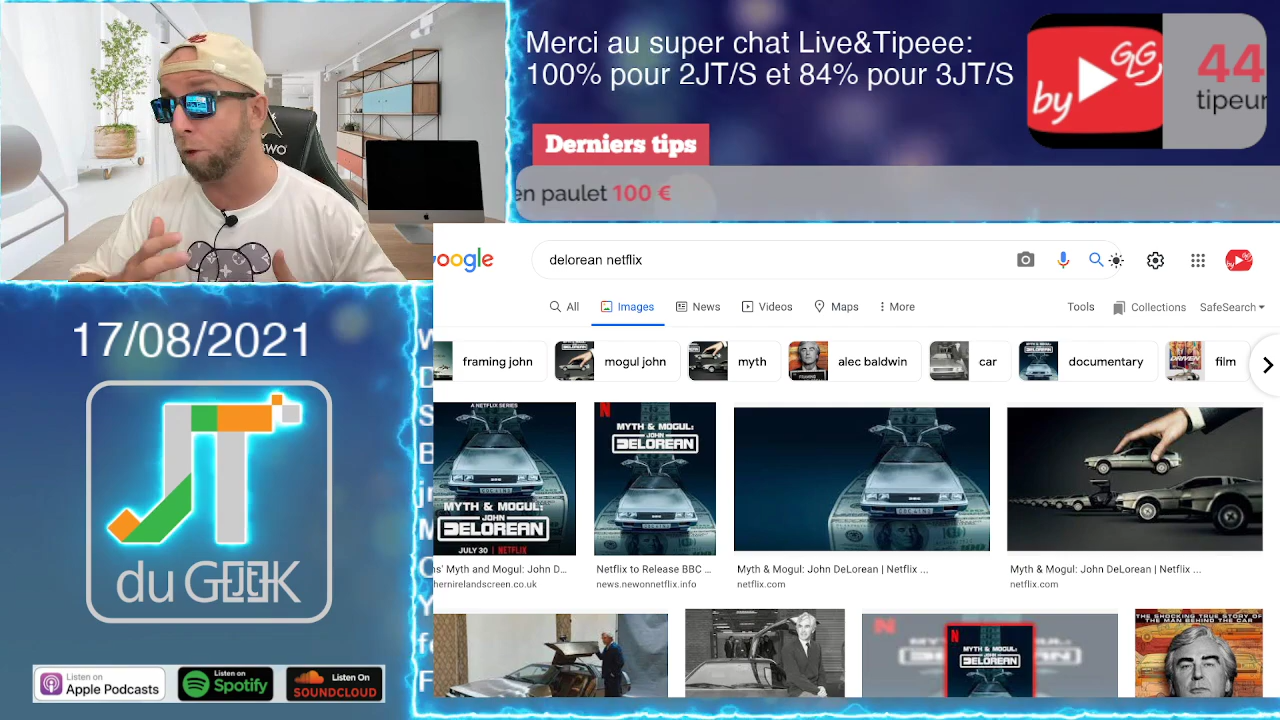 Merci au super chat Live&Tipeee:
100% pour 2JT/S et 84% pour 3JT/S
by GLG
44
tipeur
Derniers tips
en paulet 100 €
oogle
delorean netflix
All
Images
News
Videos
Maps
More
Tools
Collections
SafeSearch
framing john
mogul john
myth
alec baldwin
car
documentary
film
A NETFLIX SERIES
MYTH & MOGUL:
JOHN
DELOREAN
JULY 30 | NETFLIX
N
MYTH & MOGUL:
JOHN
DELOREAN
ns' Myth and Mogul: John D...
hernirelandscreen.co.uk
Netflix to Release BBC ...
news.newonnetflix.info
Myth & Mogul: John DeLorean | Netflix ...
netflix.com
Myth & Mogul: John DeLorean | Netflix ...
netflix.com
N
MYTH & MOGUL:
JOHN
DELOREAN
THE SHOCKING TRUE STORY OF
THE MAN BEHIND THE CAR
17/08/2021
JT
du GEEK
Listen on
Apple Podcasts
Listen on
Spotify
Listen On
SOUNDCLOUD